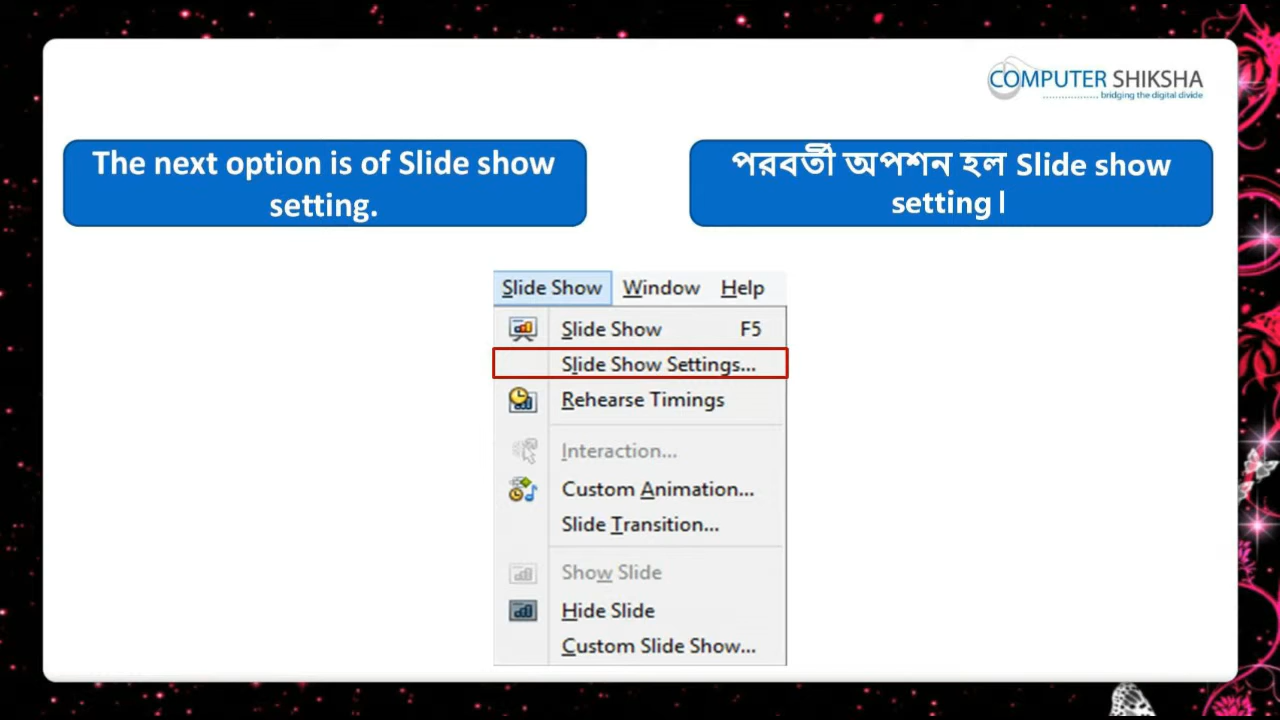 COMPUTER SHIKSHA
bridging the digital divide
The next option is of Slide show
setting.
পরবর্তী অপশন হল Slide show
setting।
Slide Show Window Help
Slide Show F5
Slide Show Settings...
Rehearse Timings
Interaction...
Custom Animation...
Slide Transition...
Show Slide
Hide Slide
Custom Slide Show...